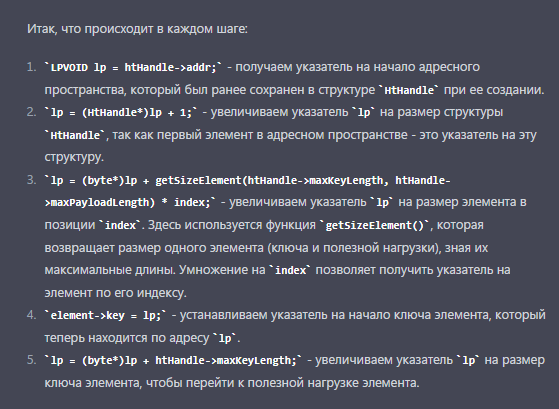 Итак, что происходит в каждом шаге:
1. `LPVOID lp = htHandle->addr;` - получаем указатель на начало адресного
пространства, который был ранее сохранен в структуре `HtHandle` при ее создании.
2. `lp = (HtHandle*)lp + 1;` - увеличиваем указатель `lp` на размер структуры
`HtHandle`, так как первый элемент в адресном пространстве - это указатель на эту
структуру.
3. `lp = (byte*)lp + getSizeElement(htHandle->maxKeyLength, htHandle-
>maxPayloadLength) * index;` - увеличиваем указатель `lp` на размер элемента в
позиции `index`. Здесь используется функция `getSizeElement()`, которая
возвращает размер одного элемента (ключа и полезной нагрузки), зная их
максимальные длины. Умножение на `index` позволяет получить указатель на
элемент по его индексу.
4. `element->key = lp;` - устанавливаем указатель на начало ключа элемента, который
теперь находится по адресу `lp`.
5. `lp = (byte*)lp + htHandle->maxKeyLength;` - увеличиваем указатель `lp` на размер
ключа элемента, чтобы перейти к полезной нагрузке элемента.